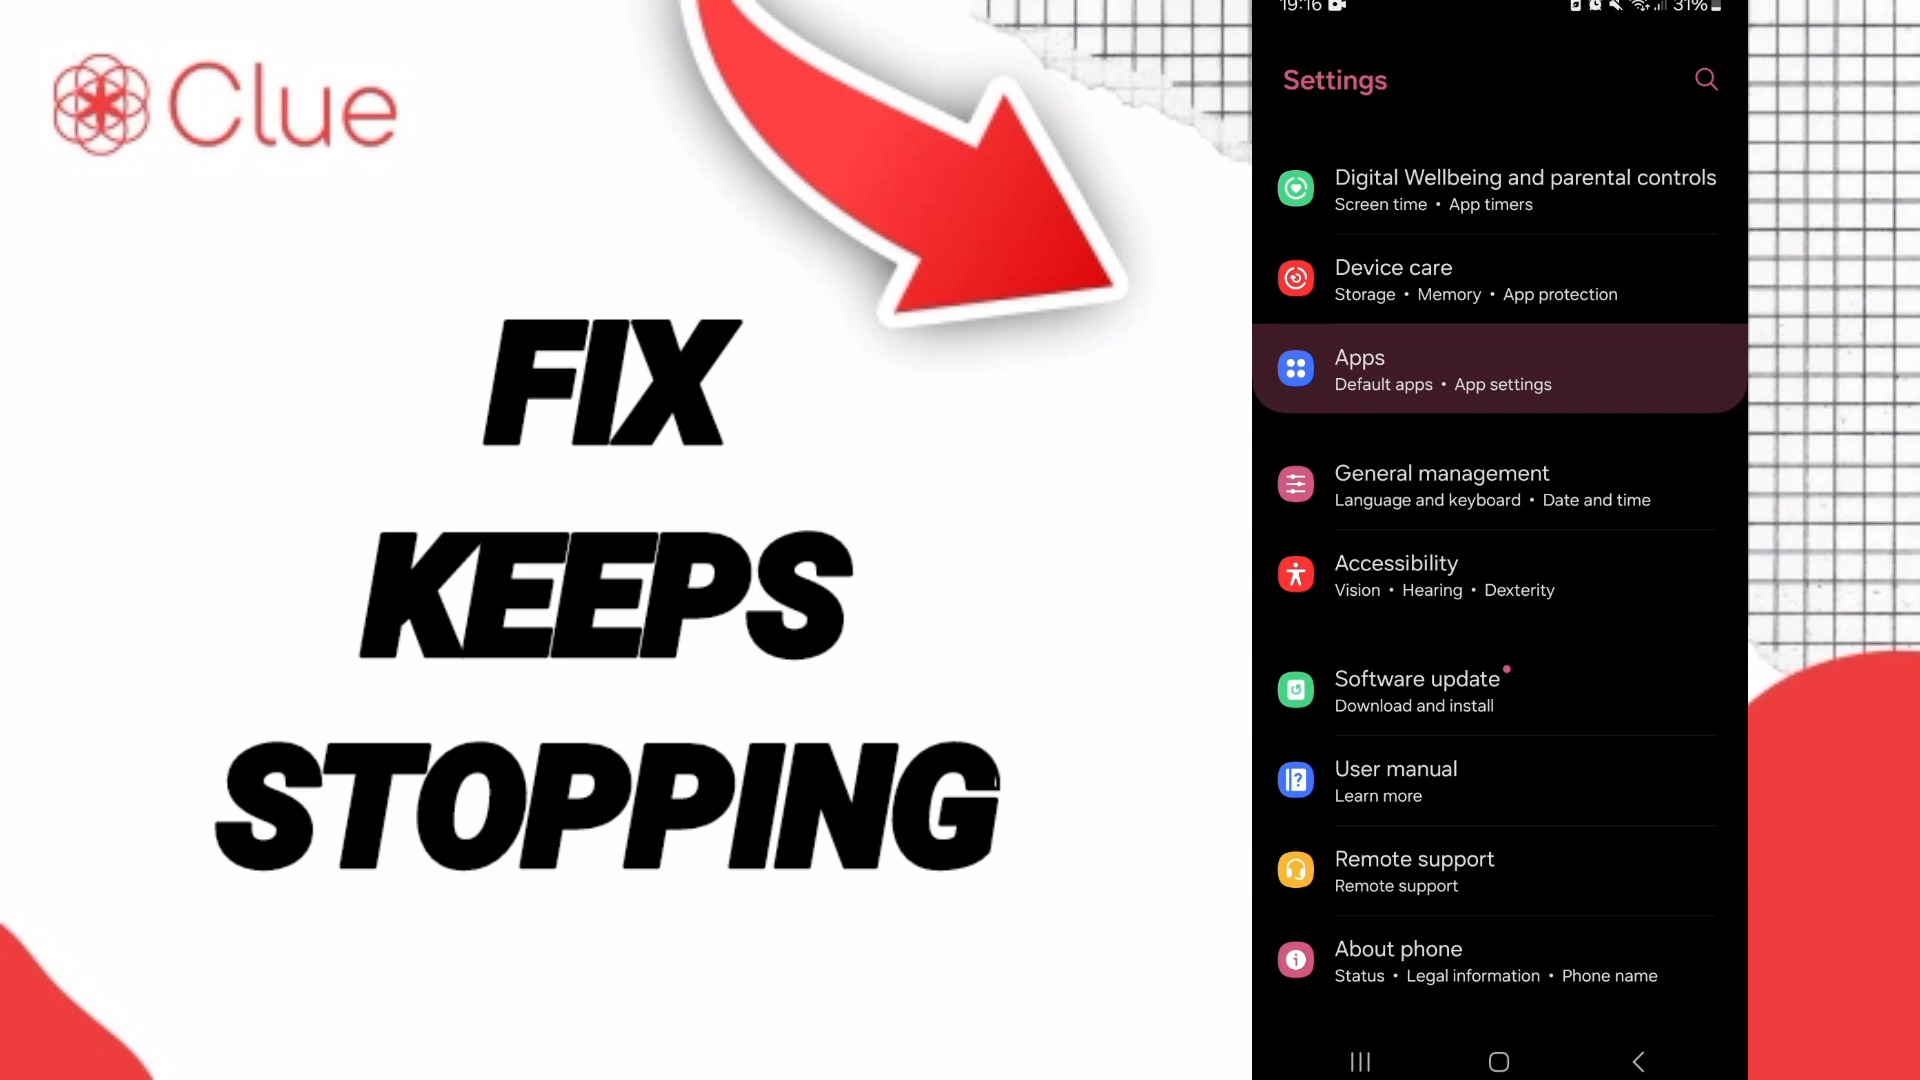 Clue
FIX
KEEPS
STOPPING
19:16
31%
Settings
Digital Wellbeing and parental controls
Screen time • App timers
Device care
Storage • Memory • App protection
Apps
Default apps • App settings
General management
Language and keyboard • Date and time
Accessibility
Vision • Hearing • Dexterity
Software update
Download and install
User manual
Learn more
Remote support
Remote support
About phone
Status • Legal information • Phone name